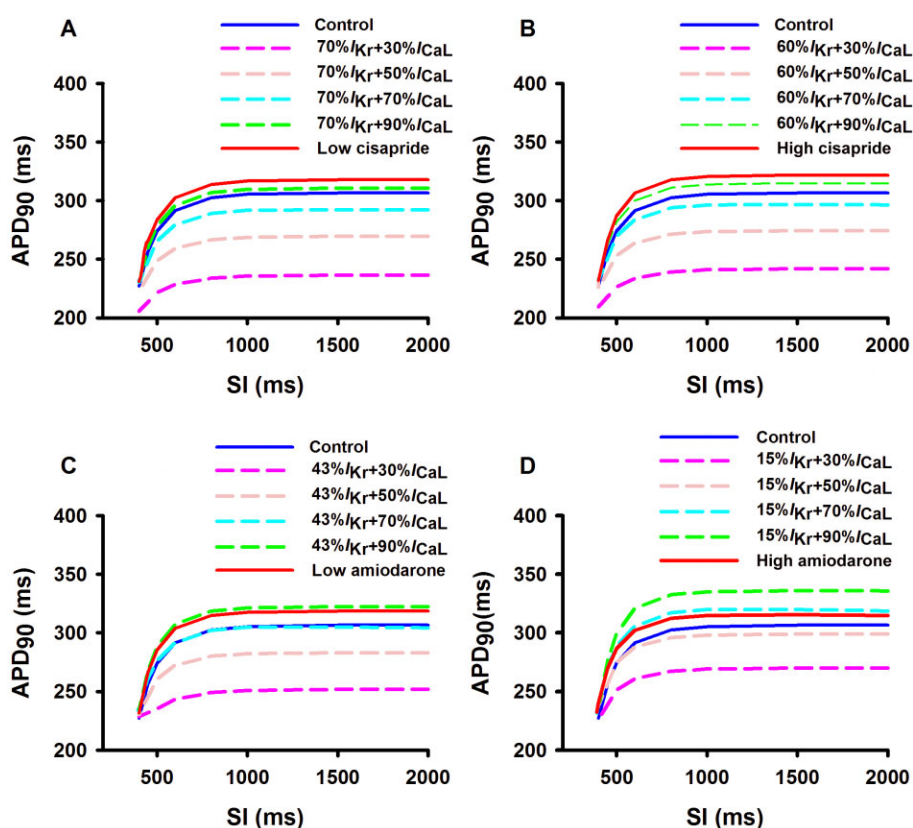 A
Control
70%IKr+30%ICaL
70%IKr+50%ICaL
70%IKr+70%ICaL
70%IKr+90%ICaL
Low cisapride
APD90 (ms)
400
350
300
250
200
500 1000 1500 2000
SI (ms)
B
Control
60%IKr+30%ICaL
60%IKr+50%ICaL
60%IKr+70%ICaL
60%IKr+90%ICaL
High cisapride
APD90 (ms)
400
350
300
250
200
500 1000 1500 2000
SI (ms)
C
Control
43%IKr+30%ICaL
43%IKr+50%ICaL
43%IKr+70%ICaL
43%IKr+90%ICaL
Low amiodarone
APD90(ms)
400
350
300
250
200
500 1000 1500 2000
SI (ms)
D
Control
15%IKr+30%ICaL
15%IKr+50%ICaL
15%IKr+70%ICaL
15%IKr+90%ICaL
High amiodarone
APD90(ms)
400
350
300
250
200
500 1000 1500 2000
SI (ms)